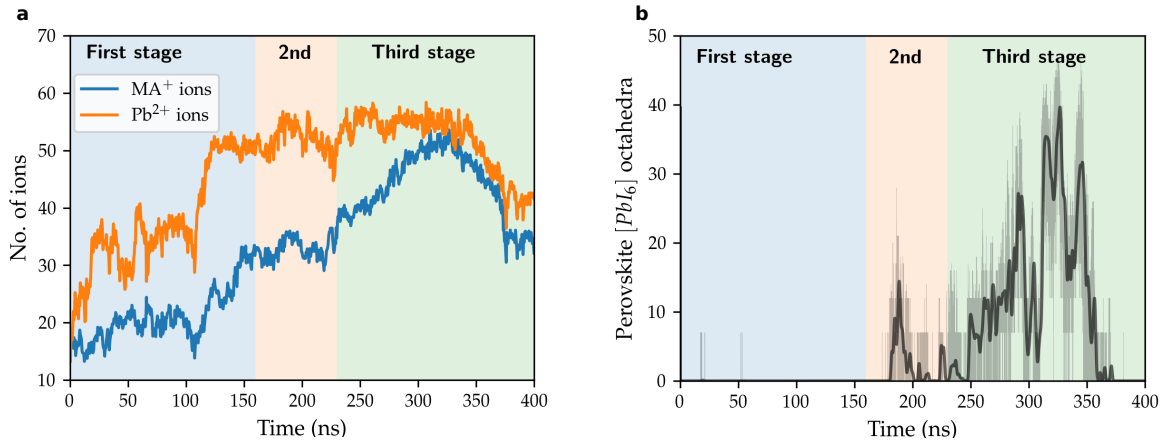 a
First stage
2nd
Third stage
MA⁺ ions
Pb²⁺ ions
No. of ions
70
60
50
40
30
20
10
0
50
100
150
200
250
300
350
400
Time (ns)
b
First stage
2nd
Third stage
Perovskite [PbI₆] octahedra
50
40
30
20
10
0
0
50
100
150
200
250
300
350
400
Time (ns)